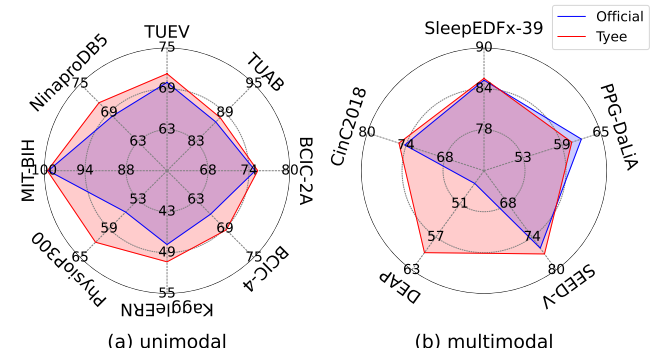 Official
Tyee
TUEV
75
69
63
TUAB
95
89
83
BCIC-2A
80
74
68
BCIC-4
75
69
KaggleERN
55
49
43
PhysioP300
65
53
MIT-BIH
100
94
88
NinaproDB5
75
69
63
(a) unimodal
SleepEDFx-39
90
84
78
PPG-DaLiA
65
59
53
SEED-V
80
74
68
DEAP
63
57
51
CinC2018
80
74
68
(b) multimodal